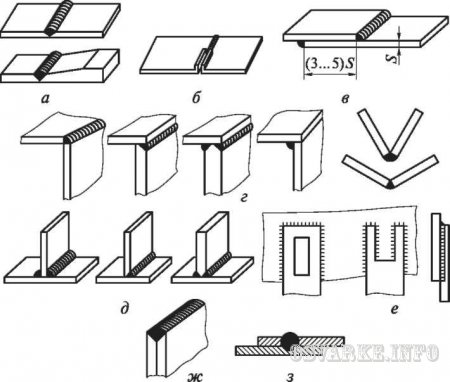 а
б
(3...5)S
S
в
г
д
е
ж
з
OSVARKE.INFO